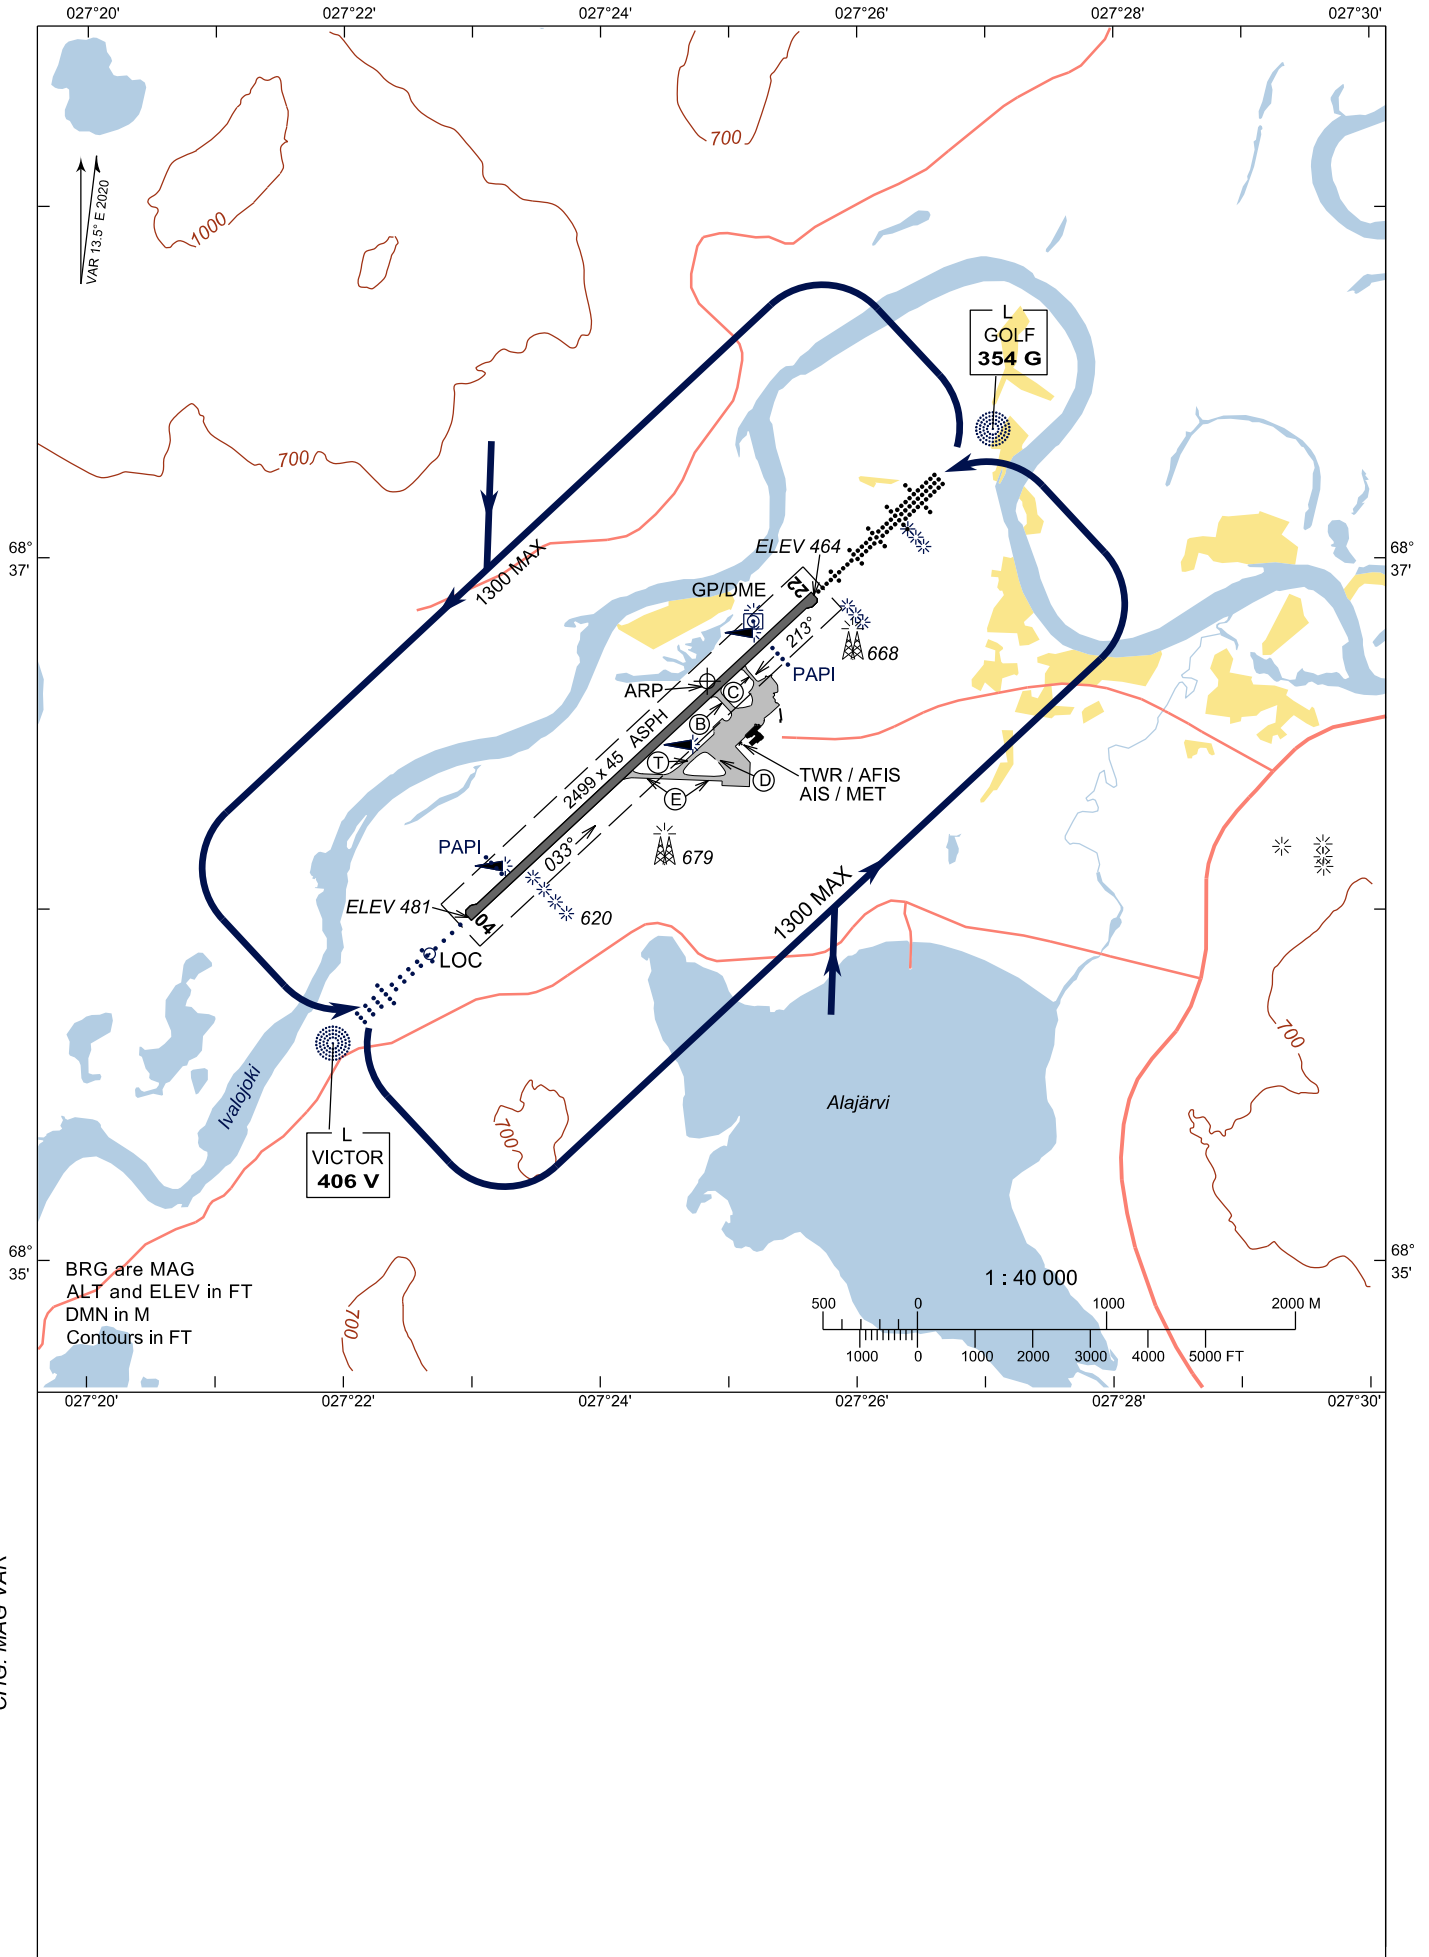 027°20'
027°22'
027°24'
027°26'
027°28'
027°30'
700
VAR 13.5° E 2020
1000
L
GOLF
354 G
700
68°
37'
68°
37'
1300 MAX
ELEV 464
GP/DME
22
213°
668
PAPI
ARP
C
B
2499 x 45 ASPH
T
D
TWR / AFIS
AIS / MET
E
PAPI
033°
679
ELEV 481
04
620
1300 MAX
LOC
700
Ivalojoki
Alajärvi
700
L
VICTOR
406 V
68°
35'
68°
35'
BRG are MAG
ALT and ELEV in FT
DMN in M
Contours in FT
700
1 : 40 000
500 0 1000 2000 M
1000 0 1000 2000 3000 4000 5000 FT
027°20'
027°22'
027°24'
027°26'
027°28'
027°30'
CHG: MAG VAR